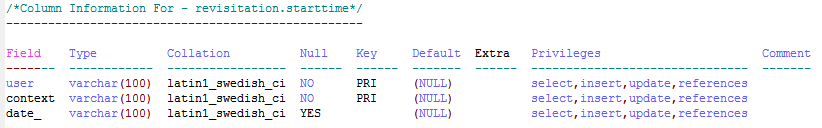 /*Column Information For - revisitation.starttime*/
---------------------------------------------------
Field    Type          Collation          Null    Key     Default  Extra   Privileges                       Comment
-------  ------------  -----------------  ------  ------  -------  ------  -------------------------------  -------
user     varchar(100)  latin1_swedish_ci  NO      PRI     (NULL)           select,insert,update,references
context  varchar(100)  latin1_swedish_ci  NO      PRI     (NULL)           select,insert,update,references
date_    varchar(100)  latin1_swedish_ci  YES             (NULL)           select,insert,update,references